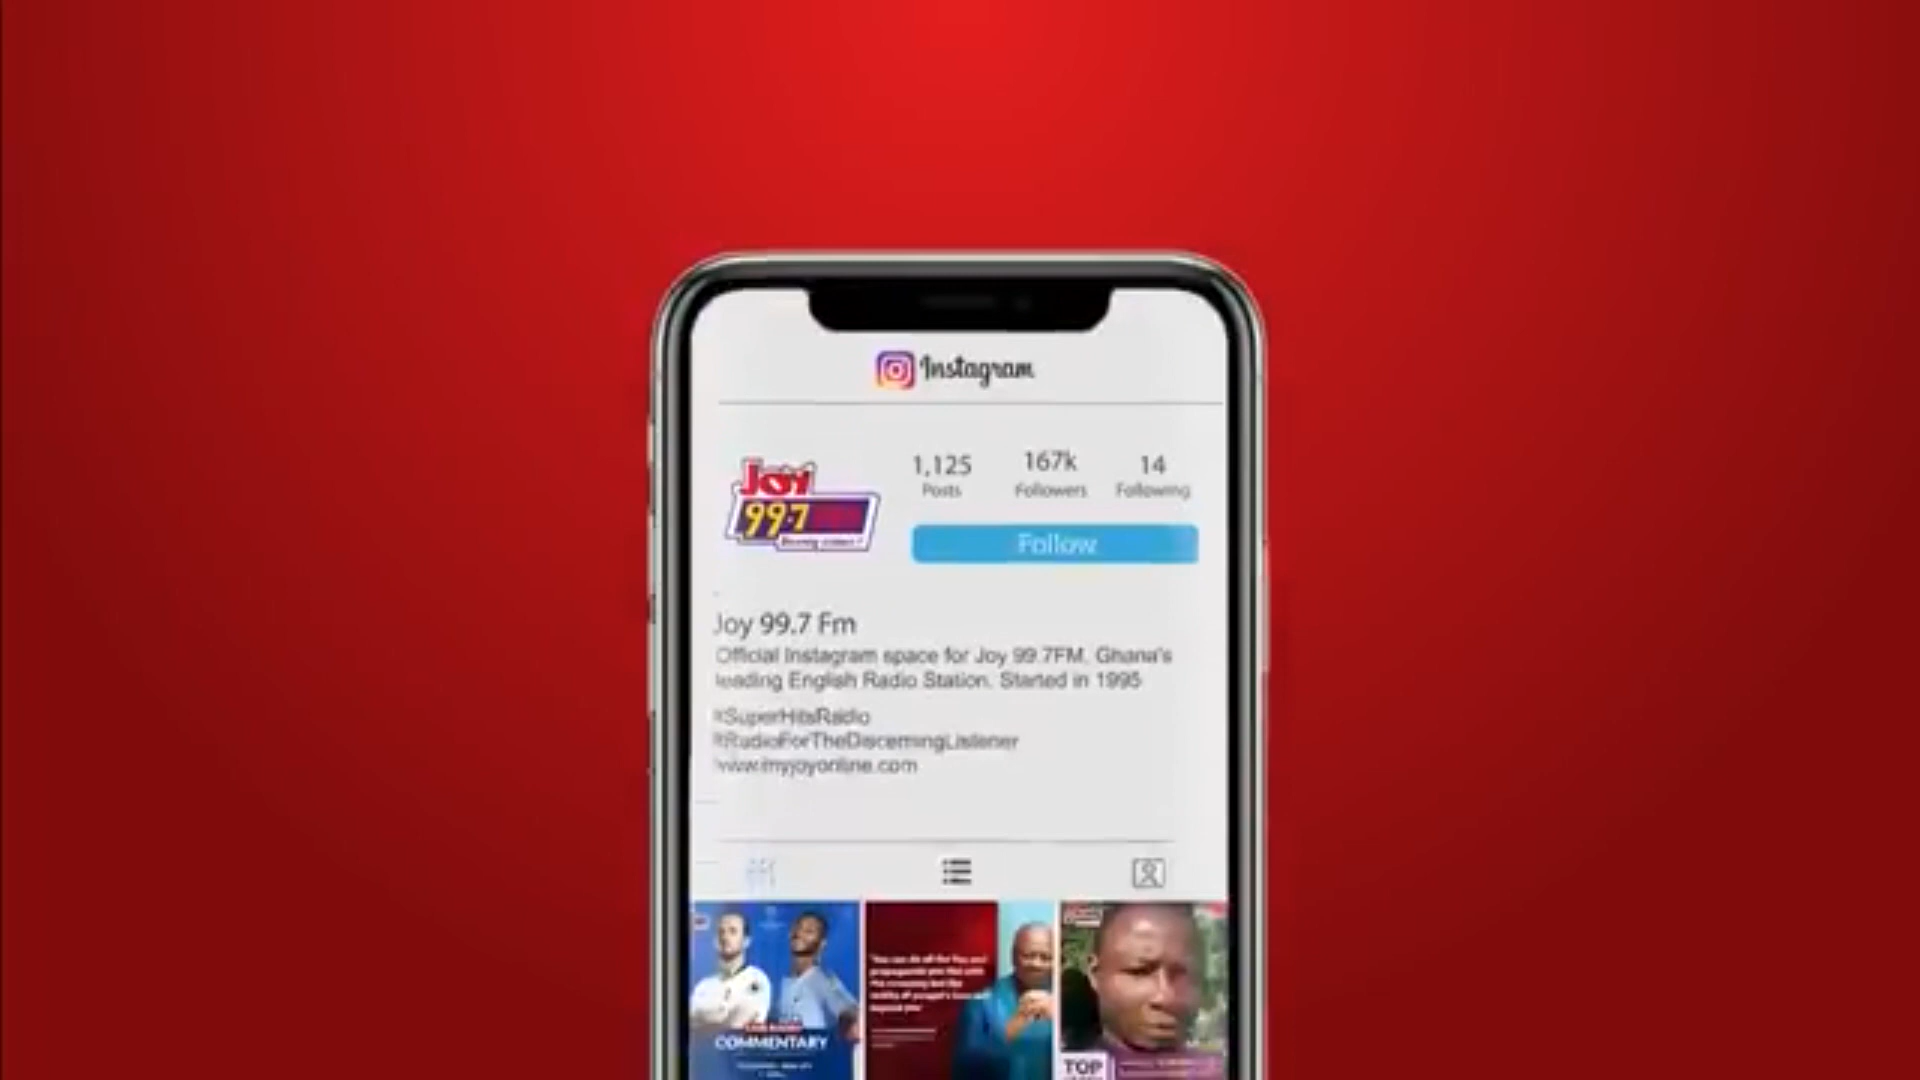 Instagram
1,125 167k 14
Posts Followers Following
JOY
99.7
Follow
Joy 99.7 Fm
Official Instagram space for Joy 99.7FM, Ghana's
leading English Radio Station. Started in 1995
#SuperHitsRadio
#RadioForTheDiscerningListener
www.myjoyonline.com
COMMENTARY
TOP